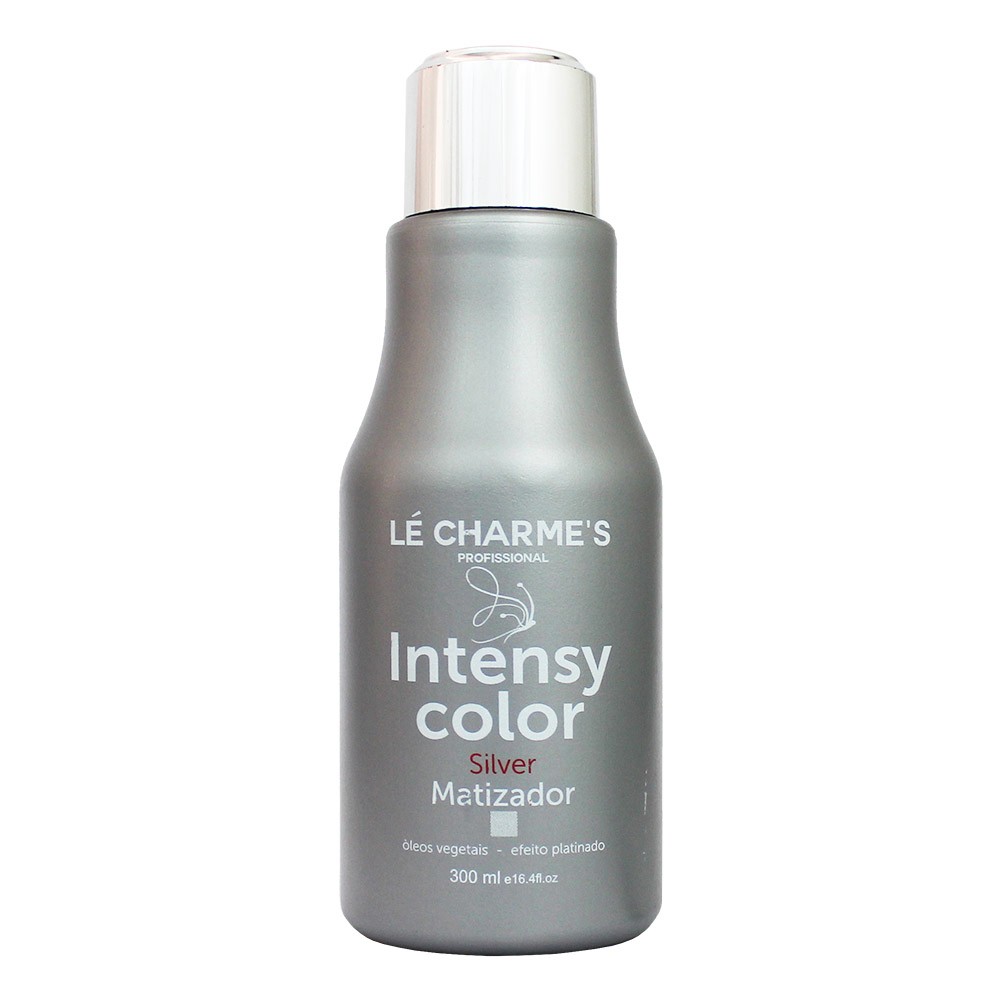 LÉ CHARME'S
PROFISSIONAL
Intensy
color
Silver
Matizador
òleos vegetais - efeito platinado
300 ml e16.4fl.oz